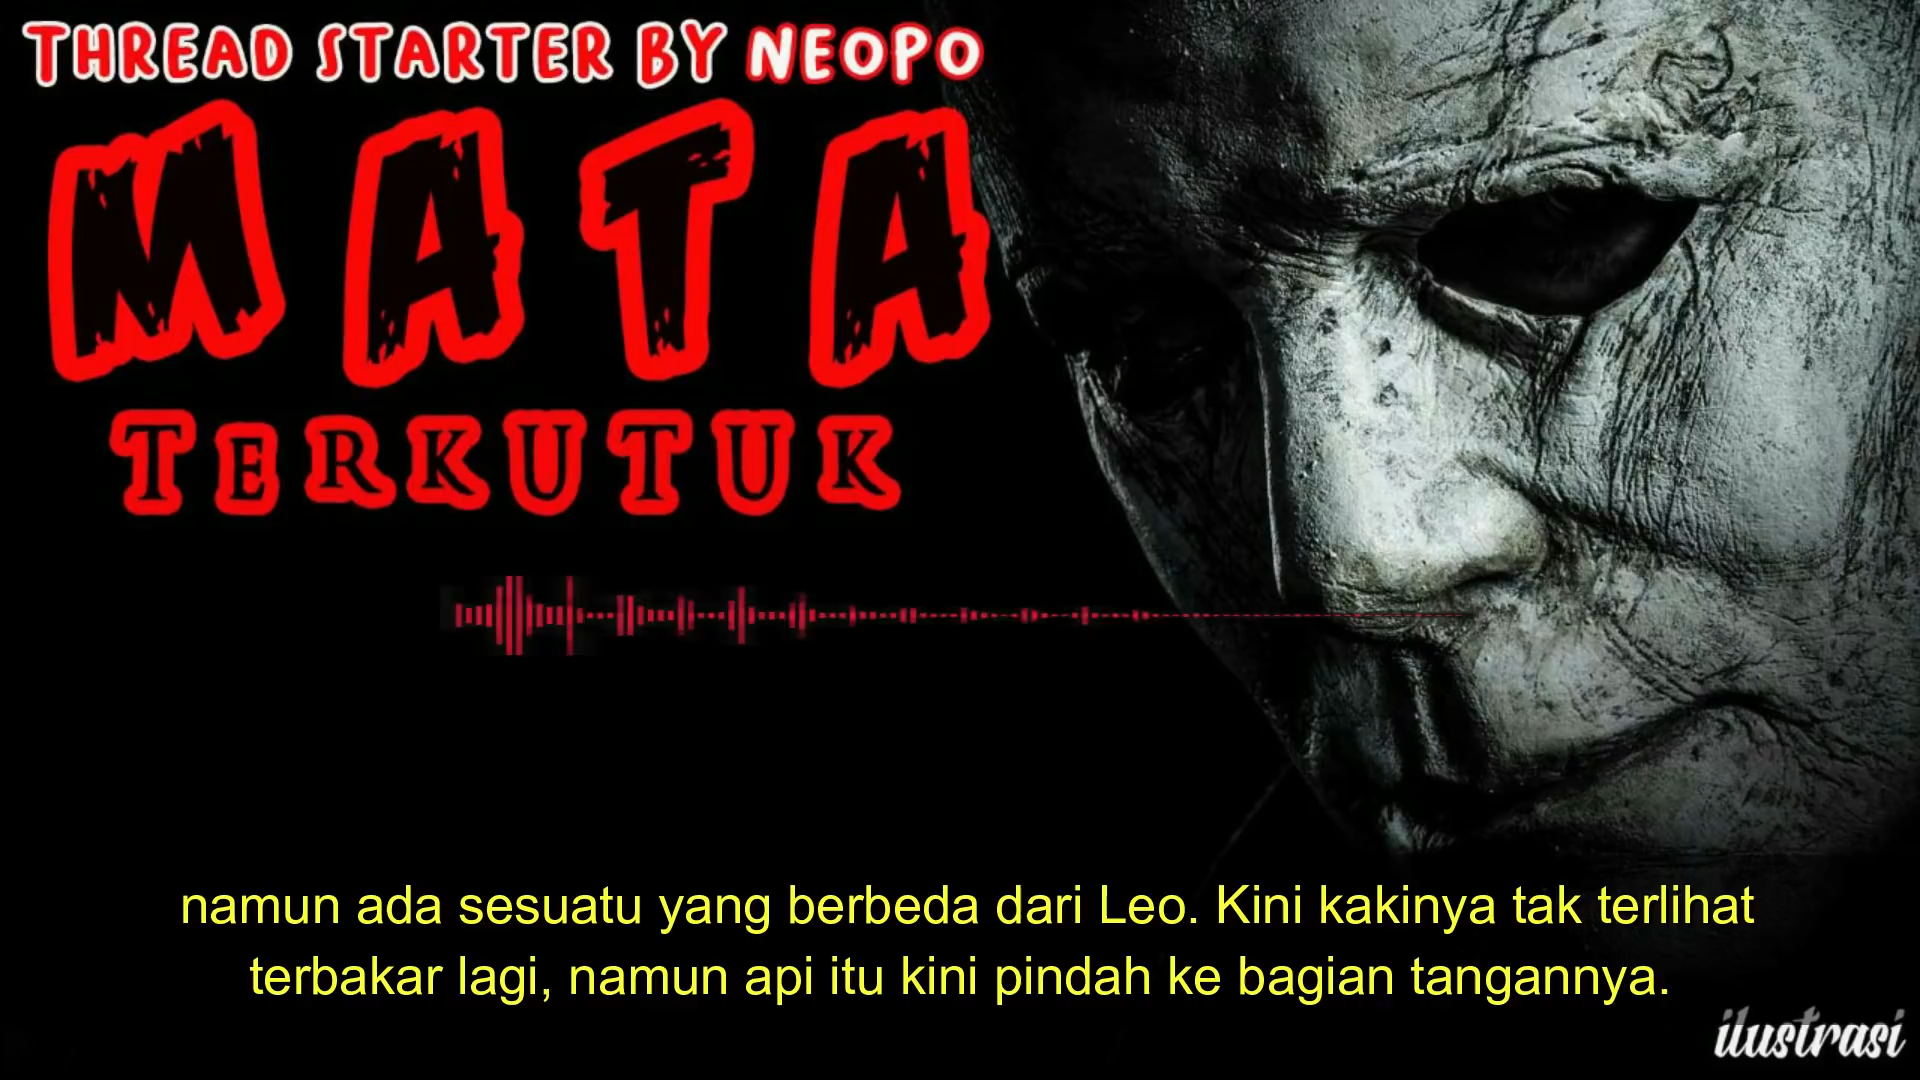 THREAD STARTER BY NEOPO
MATA
TERKUTUK
namun ada sesuatu yang berbeda dari Leo. Kini kakinya tak terlihat
terbakar lagi, namun api itu kini pindah ke bagian tangannya.
ilustrasi